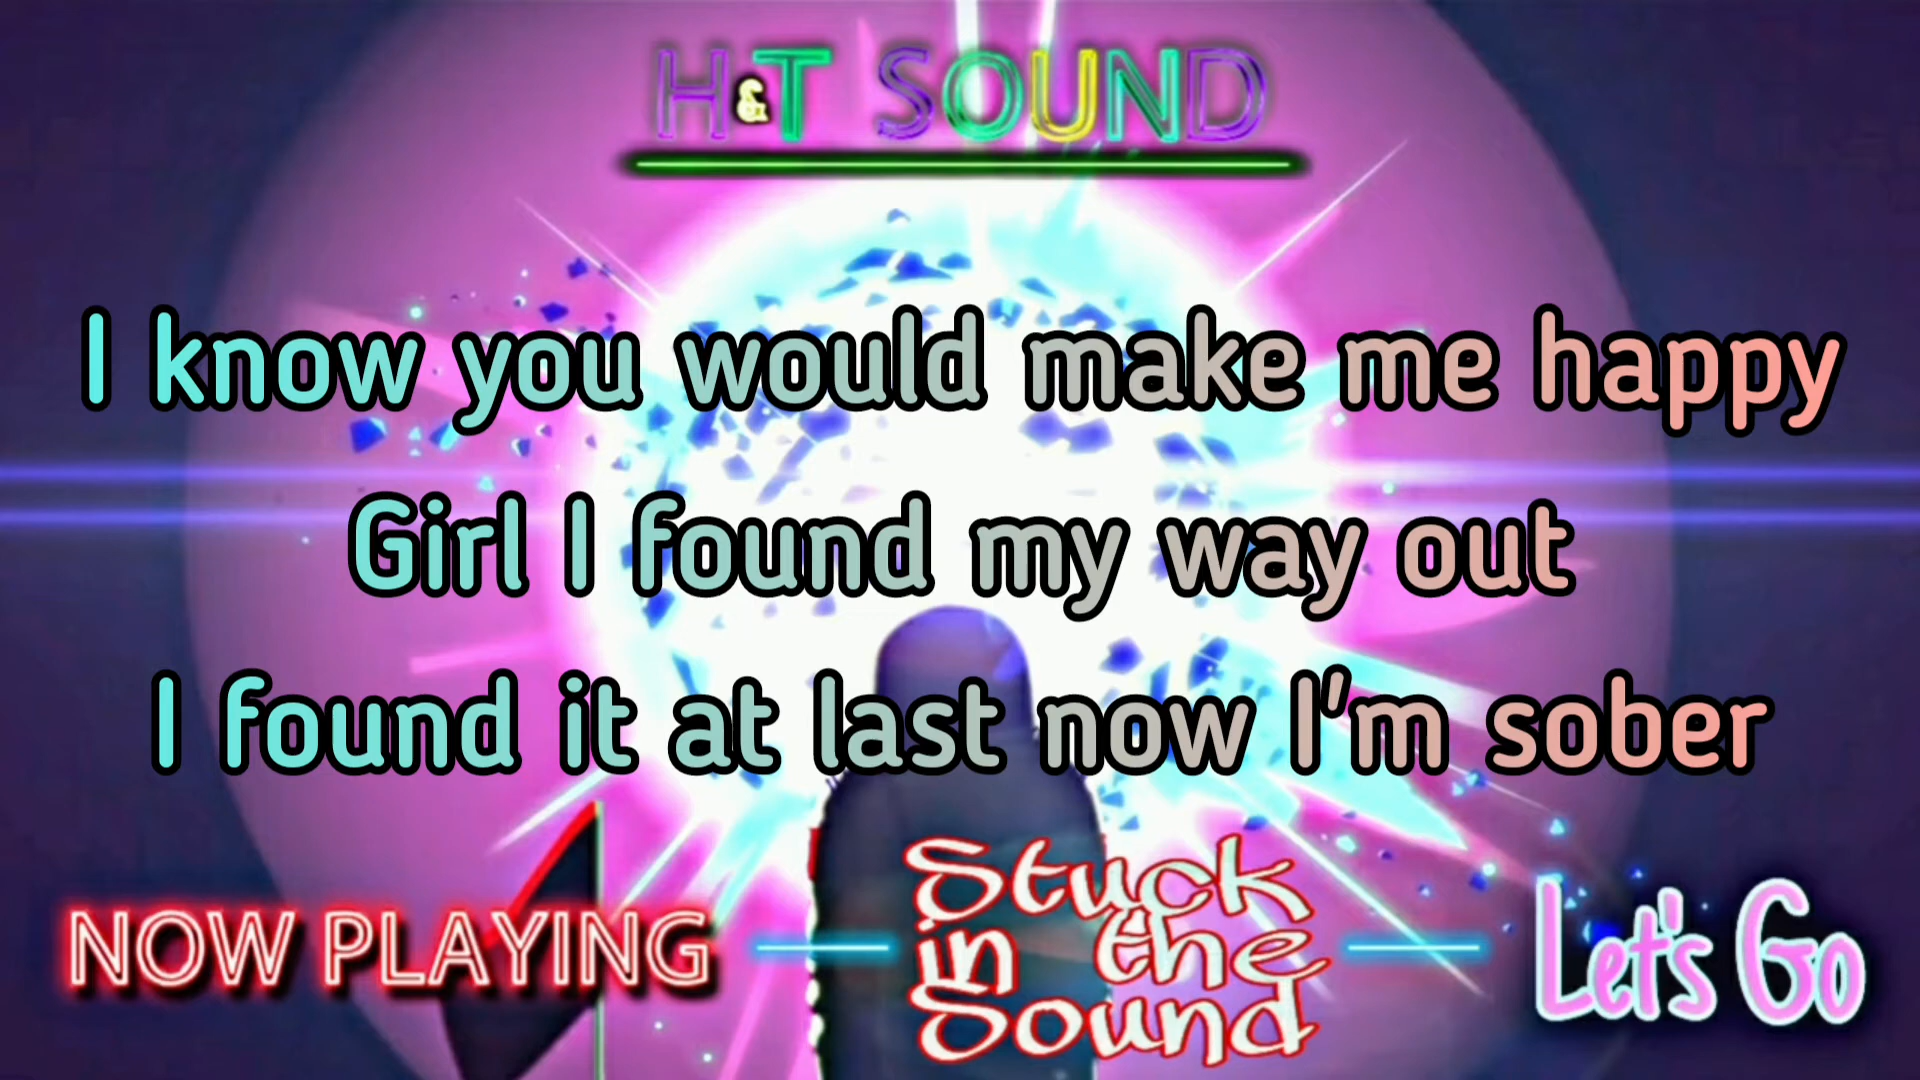 H&T SOUND
I know you would make me happy
Girl I found my way out
I found it at last now I'm sober
NOW PLAYING
Stuck
in the
Sound
Let's Go